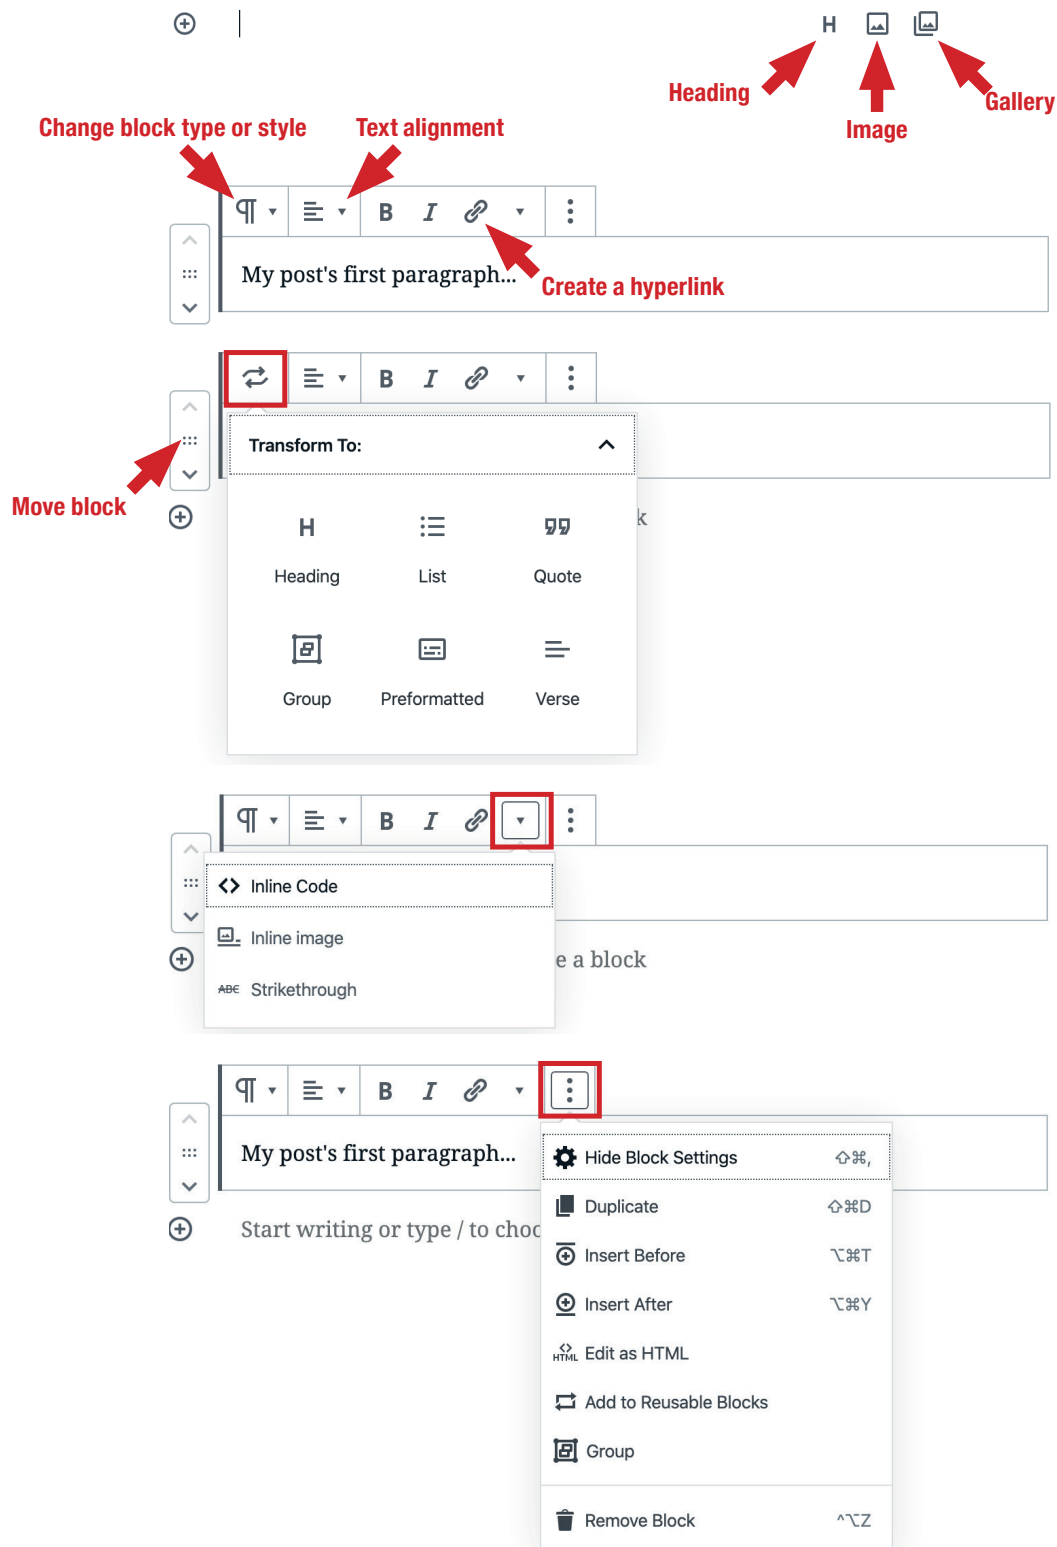 H
Heading
Gallery
Image
Change block type or style
Text alignment
B I
My post's first paragraph...
Create a hyperlink
B I
Transform To:
Move block
k
H
Heading List Quote
Group Preformatted Verse
B I
Inline Code
Inline image
e a block
ABC Strikethrough
B I
My post's first paragraph...
Hide Block Settings ⇧⌘,
Duplicate ⇧⌘D
Start writing or type / to choo
Insert Before ⌥⌘T
Insert After ⌥⌘Y
HTML Edit as HTML
Add to Reusable Blocks
Group
Remove Block ^⌥Z